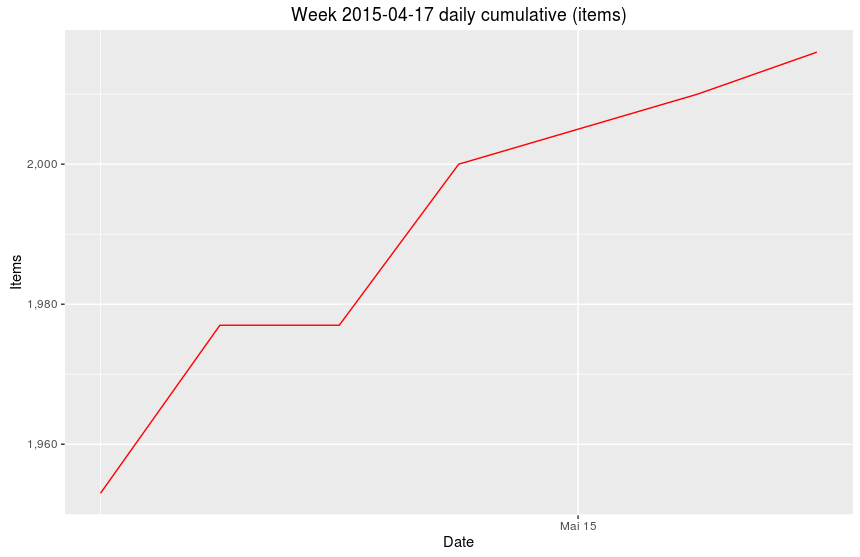 Week 2015-04-17 daily cumulative (items)
Items
2,000
1,980
1,960
Mai 15
Date